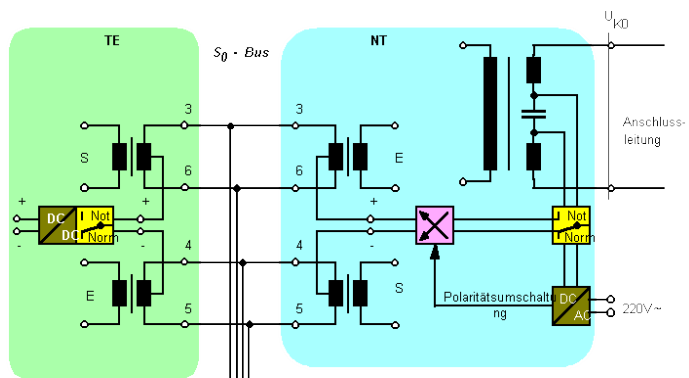 TE
S0 - Bus
NT
UK0
3
3
Anschluss-
leitung
S
E
6
6
+
+
+
DC
DC
Not
Norm
-
-
-
Not
Norm
4
4
E
S
5
5
Polaritätsumschaltu
ng
DC
AC
220V~